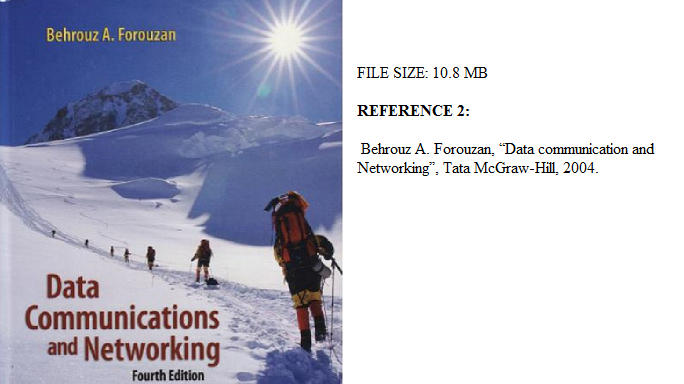 Behrouz A. Forouzan
Data
Communications
and Networking
Fourth Edition
FILE SIZE: 10.8 MB
REFERENCE 2:
Behrouz A. Forouzan, “Data communication and
Networking”, Tata McGraw-Hill, 2004.